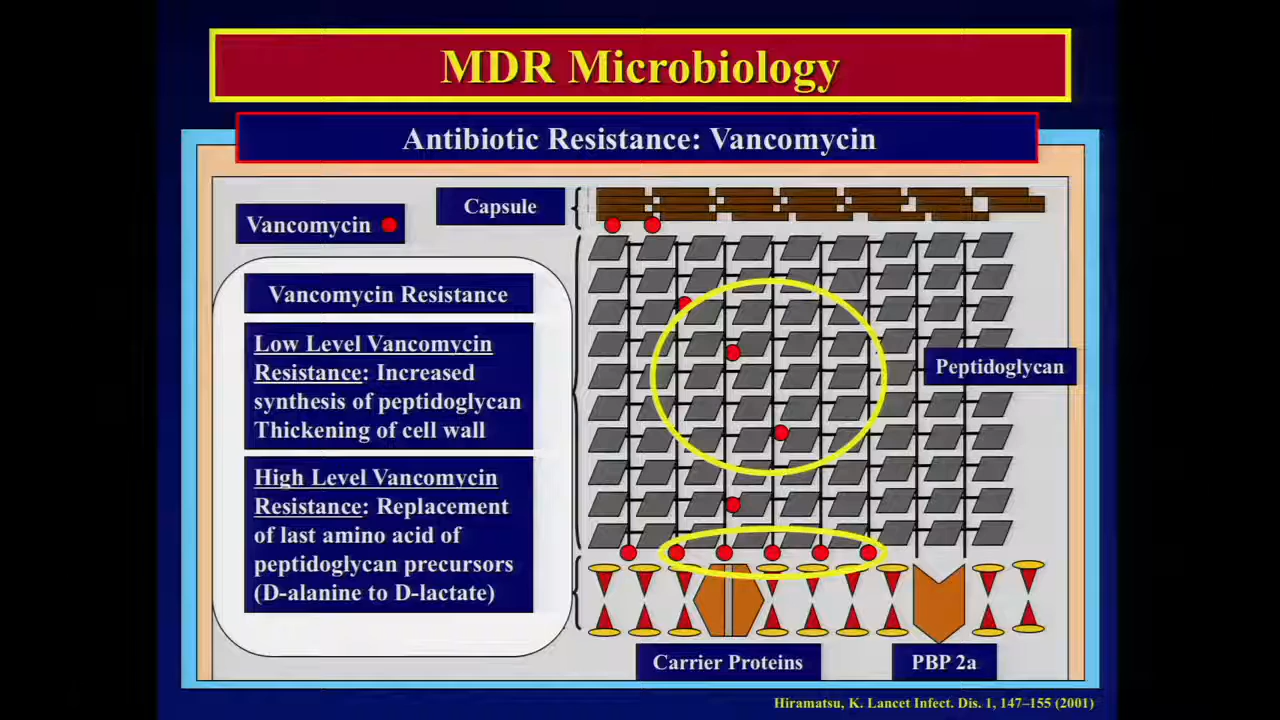 MDR Microbiology
Antibiotic Resistance: Vancomycin
Capsule
Vancomycin
Vancomycin Resistance
Low Level Vancomycin
Resistance: Increased
synthesis of peptidoglycan
Thickening of cell wall
High Level Vancomycin
Resistance: Replacement
of last amino acid of
peptidoglycan precursors
(D-alanine to D-lactate)
Peptidoglycan
Carrier Proteins
PBP 2a
Hiramatsu, K. Lancet Infect. Dis. 1, 147–155 (2001)